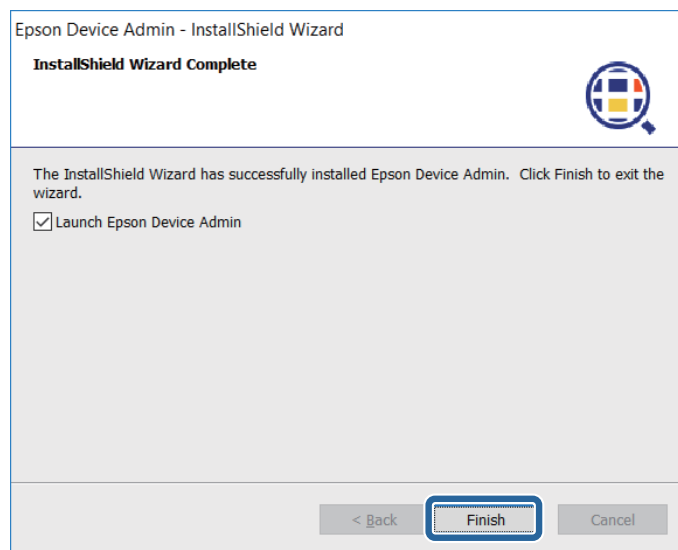 Epson Device Admin - InstallShield Wizard
InstallShield Wizard Complete
The InstallShield Wizard has successfully installed Epson Device Admin.  Click Finish to exit the
wizard.
Launch Epson Device Admin
< Back Finish Cancel